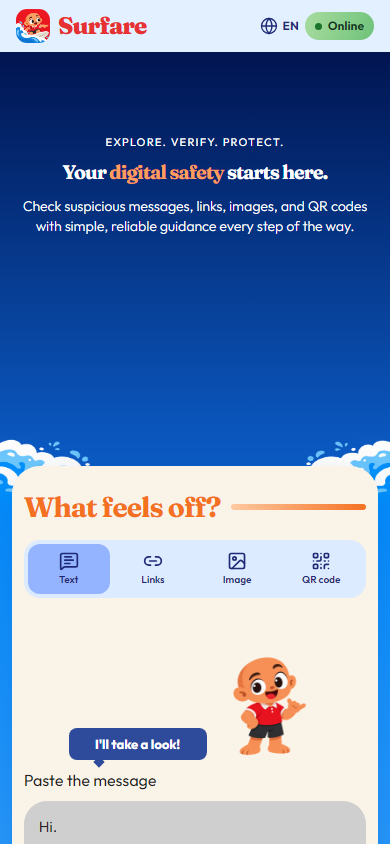 Surfare
EN
Online
EXPLORE. VERIFY. PROTECT.
Your digital safety starts here.
Check suspicious messages, links, images, and QR codes
with simple, reliable guidance every step of the way.
What feels off?
Text
Links
Image
QR code
I'll take a look!
Paste the message
Hi.